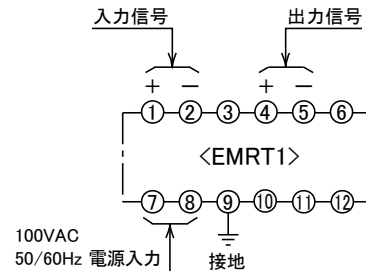 入力信号 出力信号
+ − + −
① ② ③ ④ ⑤ ⑥
<EMRT1>
⑦ ⑧ ⑨ ⑩ ⑪ ⑫
100VAC
50/60Hz 電源入力 接地